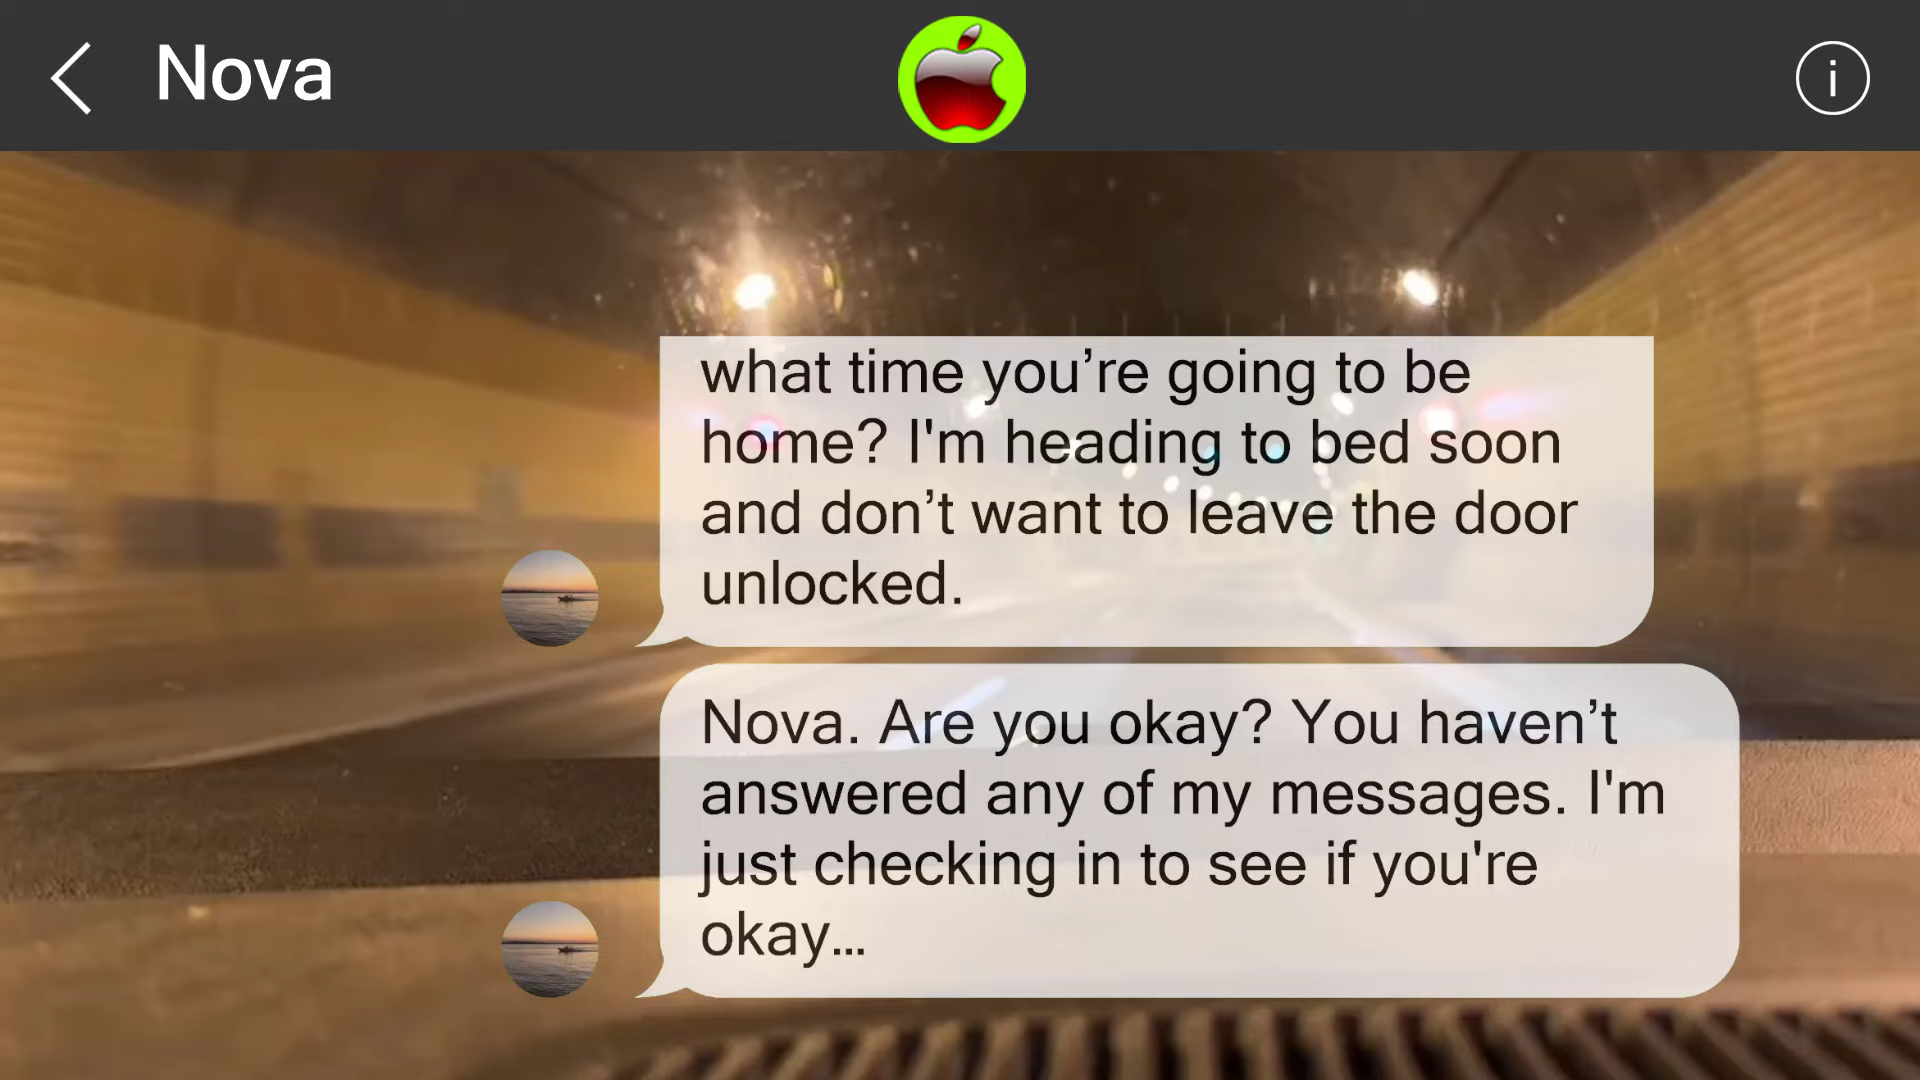 Nova
what time you’re going to be
home? I'm heading to bed soon
and don’t want to leave the door
unlocked.
Nova. Are you okay? You haven’t
answered any of my messages. I'm
just checking in to see if you're
okay...